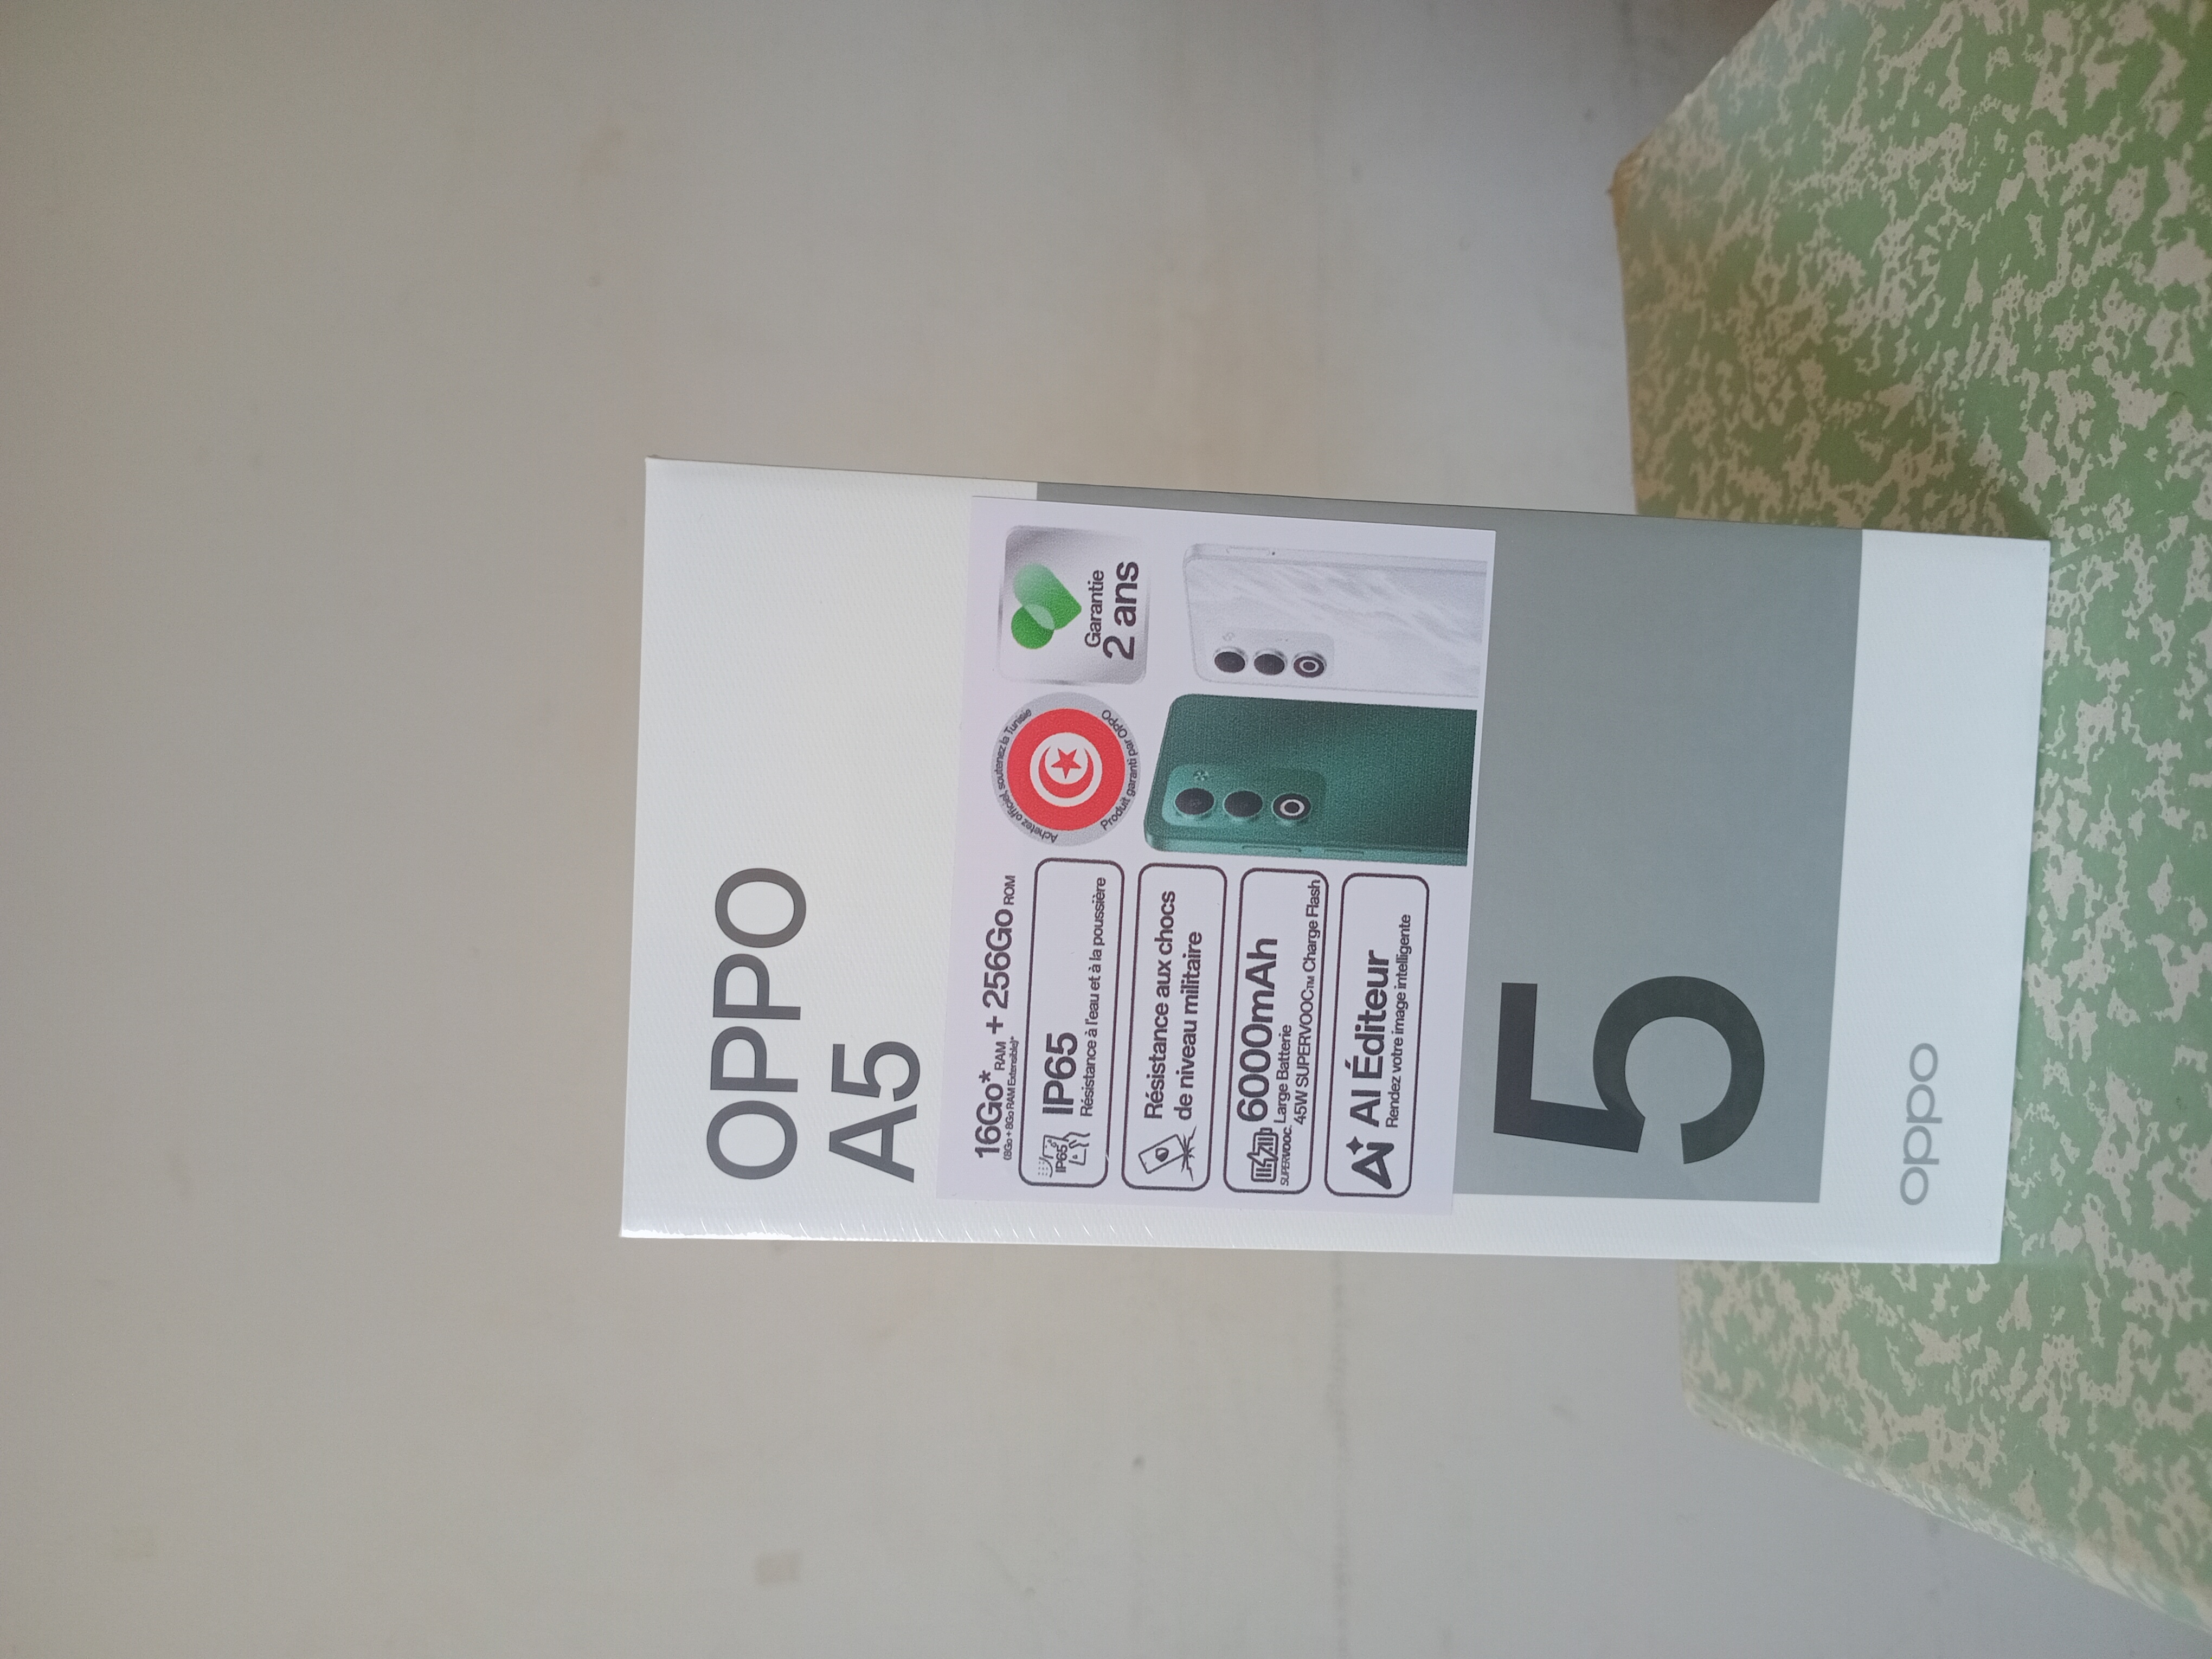 OPPO
A5
16Go* RAM + 256Go ROM
(8Go + 8Go RAM Extensible)*
IP65
IP65
Résistance à l'eau et à la poussière
Résistance aux chocs
de niveau militaire
6000mAh
Large Batterie
SUPERVOOC
45W SUPERVOOC™ Charge Flash
Ai AI Éditeur
Rendez votre image intelligente
Achetez officiel, soutenez la Tunisie
Produit garanti par OPPO
Garantie
2 ans
5
oppo